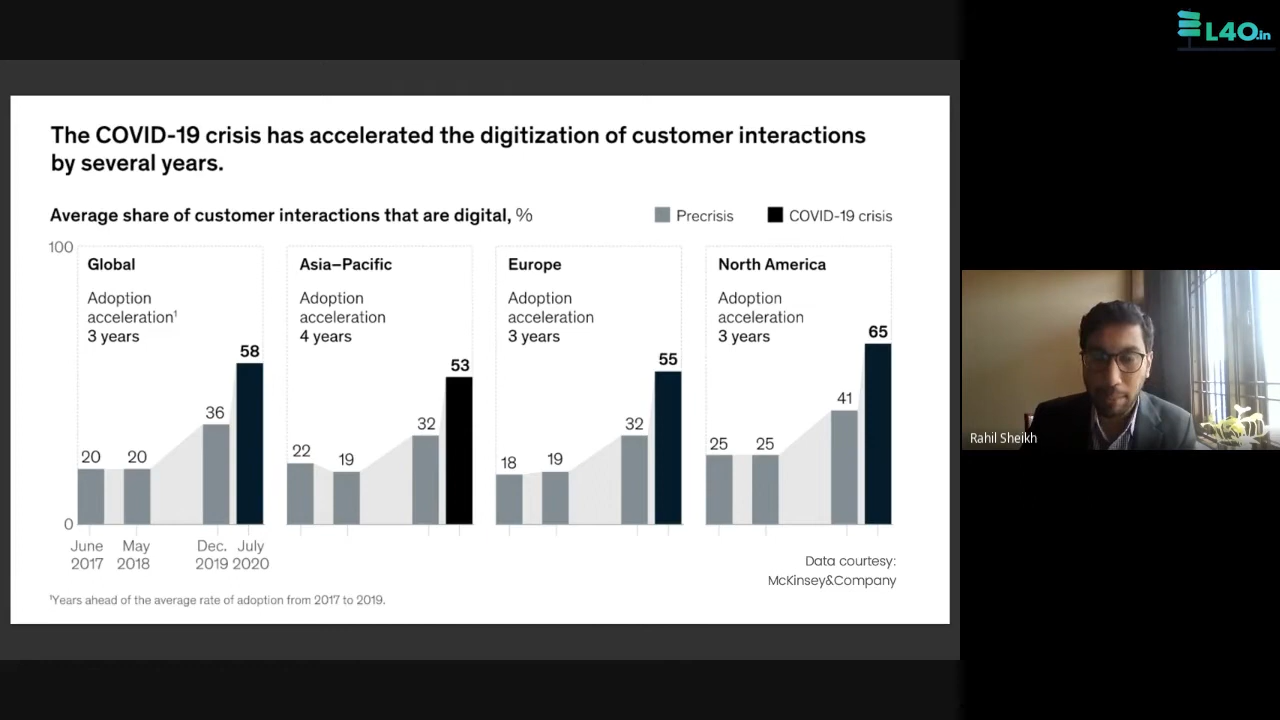 L4O.in
The COVID-19 crisis has accelerated the digitization of customer interactions
by several years.
Average share of customer interactions that are digital, %
Precrisis
COVID-19 crisis
100
0
Global
Adoption
acceleration¹
3 years
20
20
36
58
June
2017
May
2018
Dec.
2019
July
2020
Asia–Pacific
Adoption
acceleration
4 years
22
19
32
53
Europe
Adoption
acceleration
3 years
18
19
32
55
North America
Adoption
acceleration
3 years
25
25
41
65
Data courtesy:
McKinsey&Company
¹Years ahead of the average rate of adoption from 2017 to 2019.
Rahil Sheikh